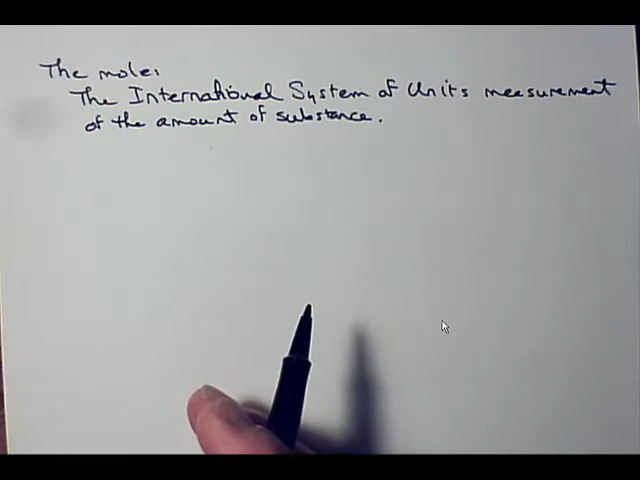 The mole:
The International System of Units measurement
of the amount of substance.